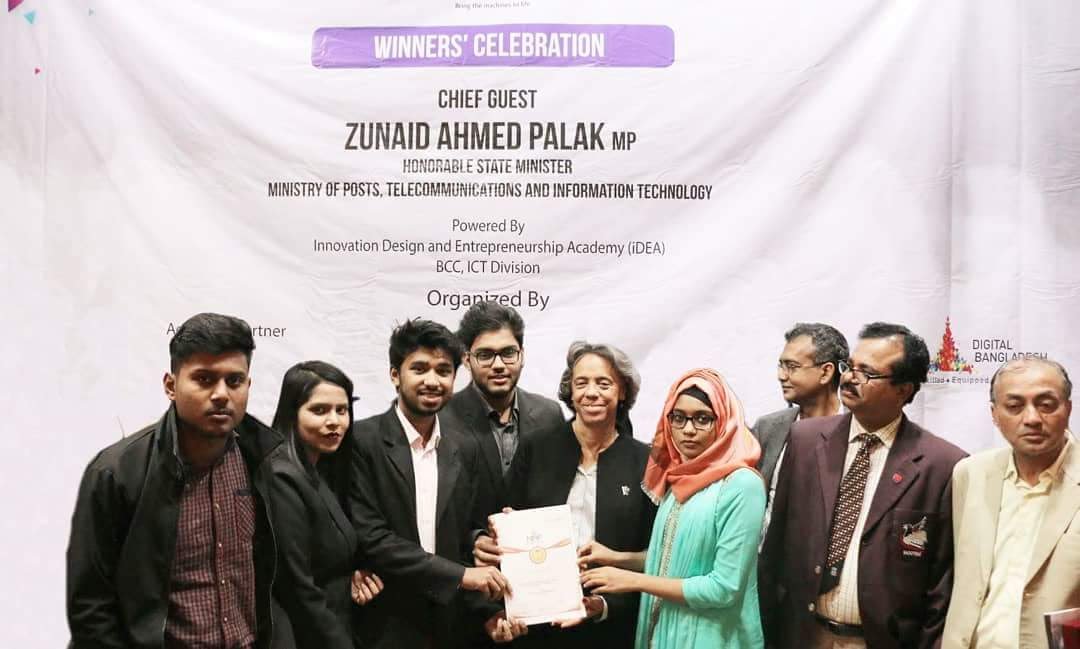 Bring the machines to life
WINNERS' CELEBRATION
CHIEF GUEST
ZUNAID AHMED PALAK MP
HONORABLE STATE MINISTER
MINISTRY OF POSTS, TELECOMMUNICATIONS AND INFORMATION TECHNOLOGY
Powered By
Innovation Design and Entrepreneurship Academy (iDEA)
BCC, ICT Division
Organized By
DIGITAL
BANGLADESH
Equipped